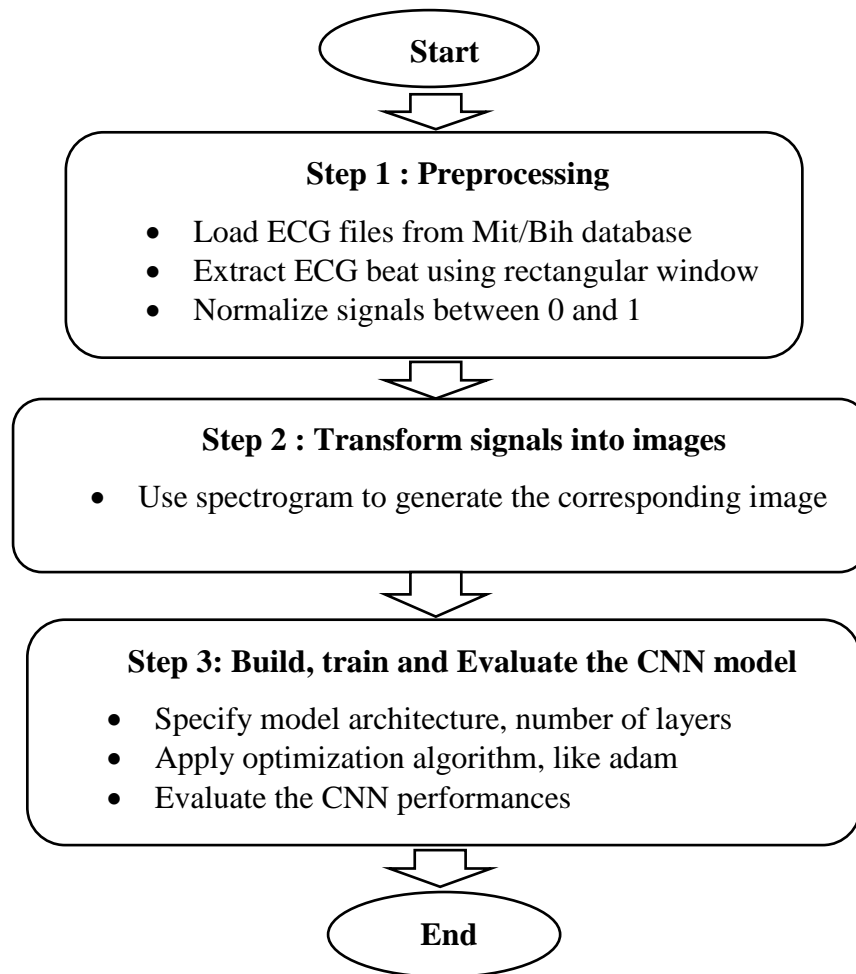 Start
Step 1 : Preprocessing
• Load ECG files from Mit/Bih database
• Extract ECG beat using rectangular window
• Normalize signals between 0 and 1
Step 2 : Transform signals into images
• Use spectrogram to generate the corresponding image
Step 3: Build, train and Evaluate the CNN model
• Specify model architecture, number of layers
• Apply optimization algorithm, like adam
• Evaluate the CNN performances
End